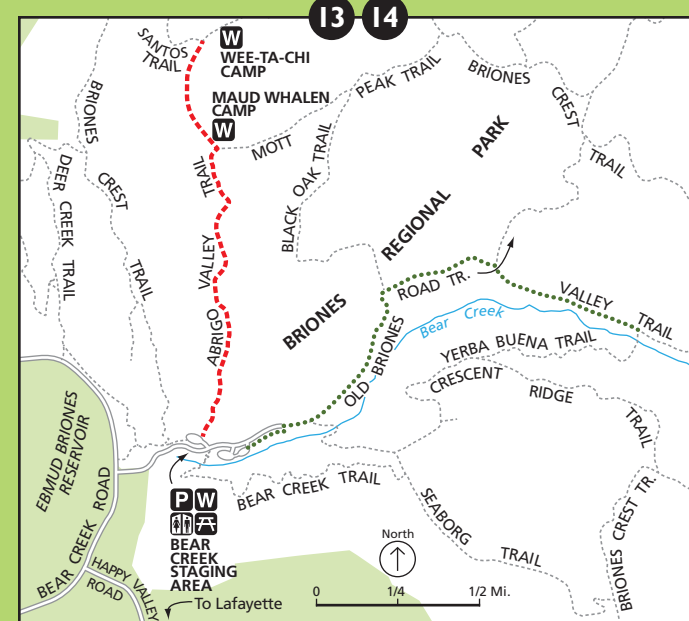 13 14
SANTOS
TRAIL
W
WEE-TA-CHI
CAMP
MAUD WHALEN
CAMP
W
PEAK TRAIL
MOTT
BRIONES
CREST
TRAIL
BRIONES
CREST
TRAIL
DEER CREEK TRAIL
ABRIGO
VALLEY
TRAIL
BLACK OAK TRAIL
BRIONES
REGIONAL
PARK
OLD BRIONES
ROAD TR.
VALLEY
TRAIL
Bear Creek
YERBA BUENA TRAIL
CRESCENT
RIDGE
TRAIL
BEAR CREEK TRAIL
SEABORG
TRAIL
BRIONES CREST TR.
EBMUD BRIONES
RESERVOIR
BEAR CREEK ROAD
HAPPY VALLEY
ROAD
To Lafayette
P W
BEAR
CREEK
STAGING
AREA
North
0 1/4 1/2 Mi.